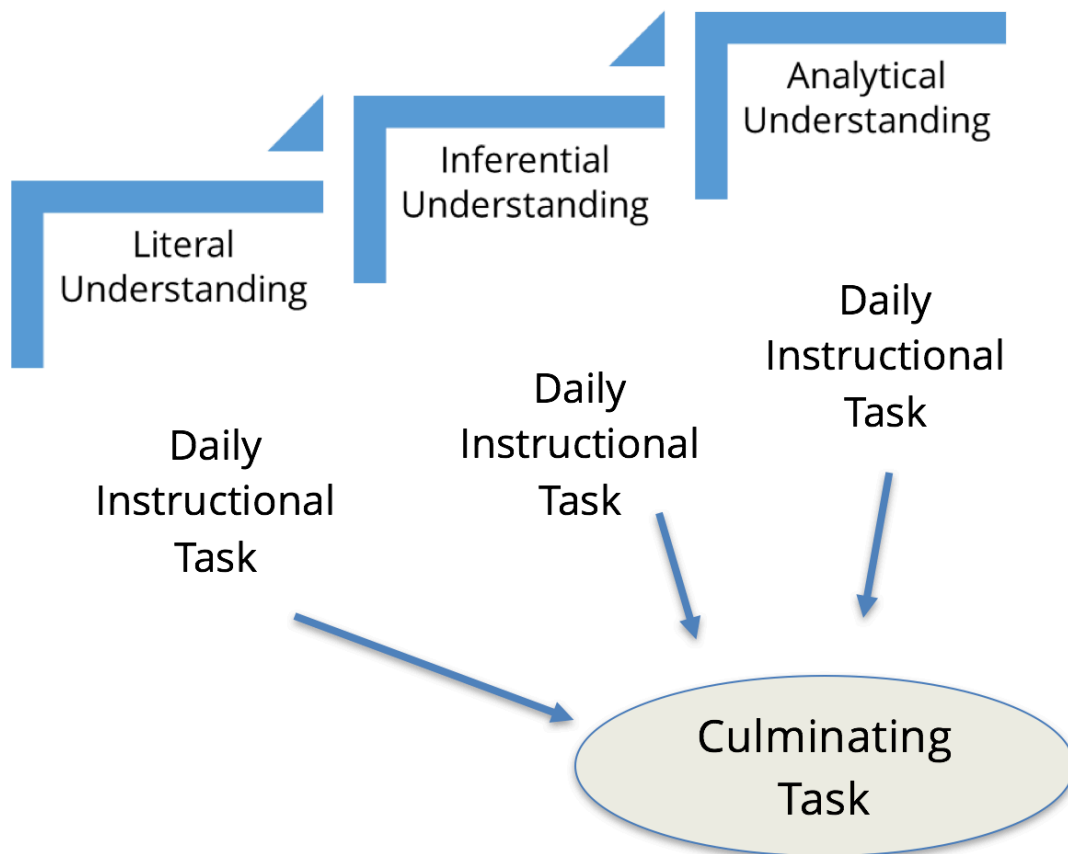 Literal
Understanding
Inferential
Understanding
Analytical
Understanding
Daily
Instructional
Task
Daily
Instructional
Task
Daily
Instructional
Task
Culminating
Task